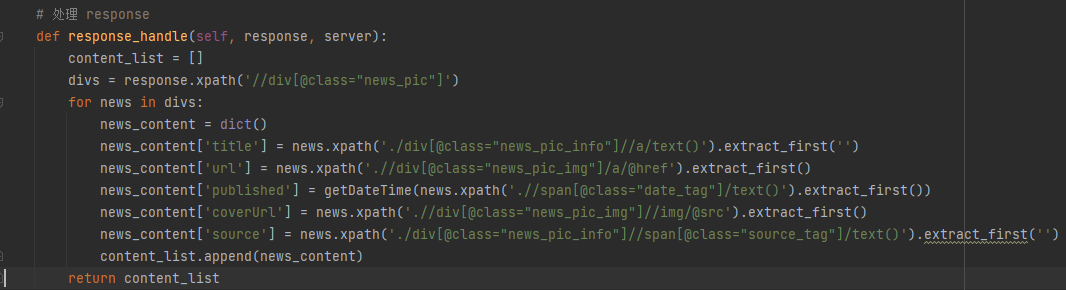 # 处理 response
def response_handle(self, response, server):
    content_list = []
    divs = response.xpath('//div[@class="news_pic"]')
    for news in divs:
        news_content = dict()
        news_content['title'] = news.xpath('./div[@class="news_pic_info"]//a/text()').extract_first('')
        news_content['url'] = news.xpath('.//div[@class="news_pic_img"]/a/@href').extract_first()
        news_content['published'] = getDateTime(news.xpath('.//span[@class="date_tag"]/text()').extract_first())
        news_content['coverUrl'] = news.xpath('.//div[@class="news_pic_img"]//img/@src').extract_first()
        news_content['source'] = news.xpath('./div[@class="news_pic_info"]//span[@class="source_tag"]/text()').extract_first('')
        content_list.append(news_content)
    return content_list